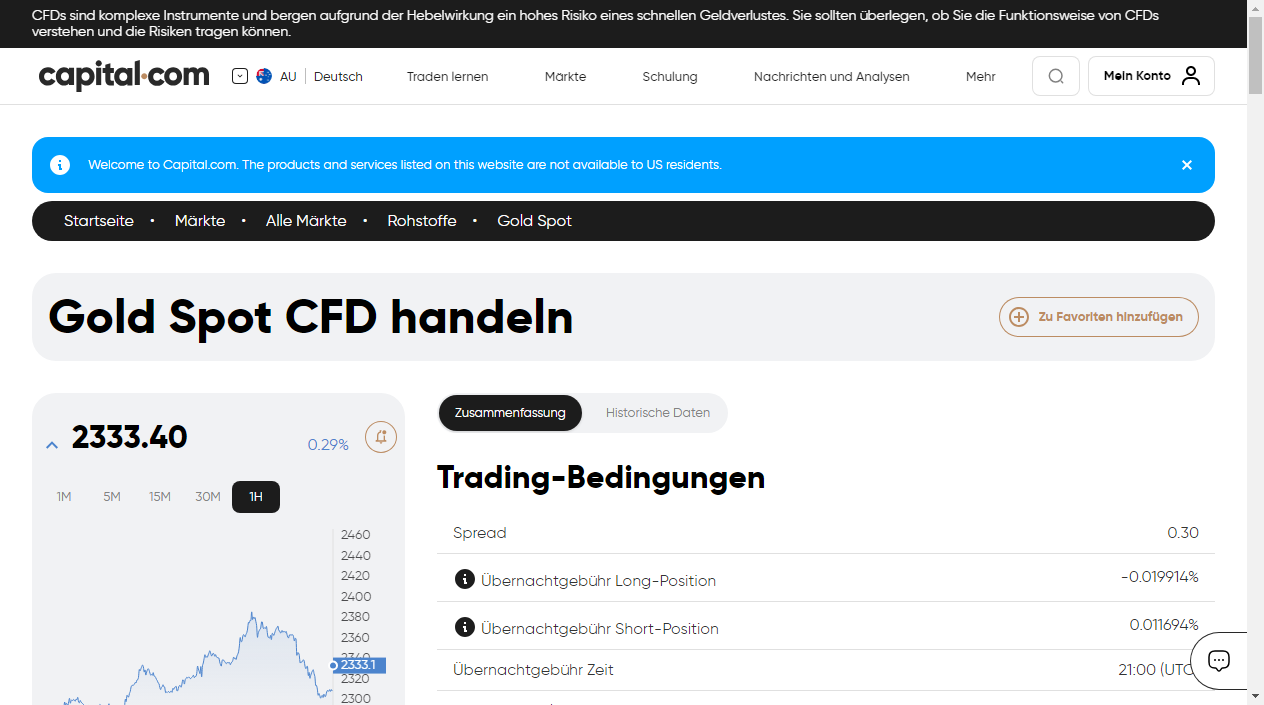 CFDs sind komplexe Instrumente und bergen aufgrund der Hebelwirkung ein hohes Risiko eines schnellen Geldverlustes. Sie sollten überlegen, ob Sie die Funktionsweise von CFDs
verstehen und die Risiken tragen können.
capital.com AU Deutsch Traden lernen Märkte Schulung Nachrichten und Analysen Mehr Mein Konto
Welcome to Capital.com. The products and services listed on this website are not available to US residents.
Startseite • Märkte • Alle Märkte • Rohstoffe • Gold Spot
Gold Spot CFD handeln
Zu Favoriten hinzufügen
2333.40
0.29%
1M 5M 15M 30M 1H
2460
2440
2420
2400
2380
2360
2340
2333.1
2320
2300
Zusammenfassung Historische Daten
Trading-Bedingungen
Spread 0.30
Übernachtgebühr Long-Position -0.019914%
Übernachtgebühr Short-Position 0.011694%
Übernachtgebühr Zeit 21:00 (UTC